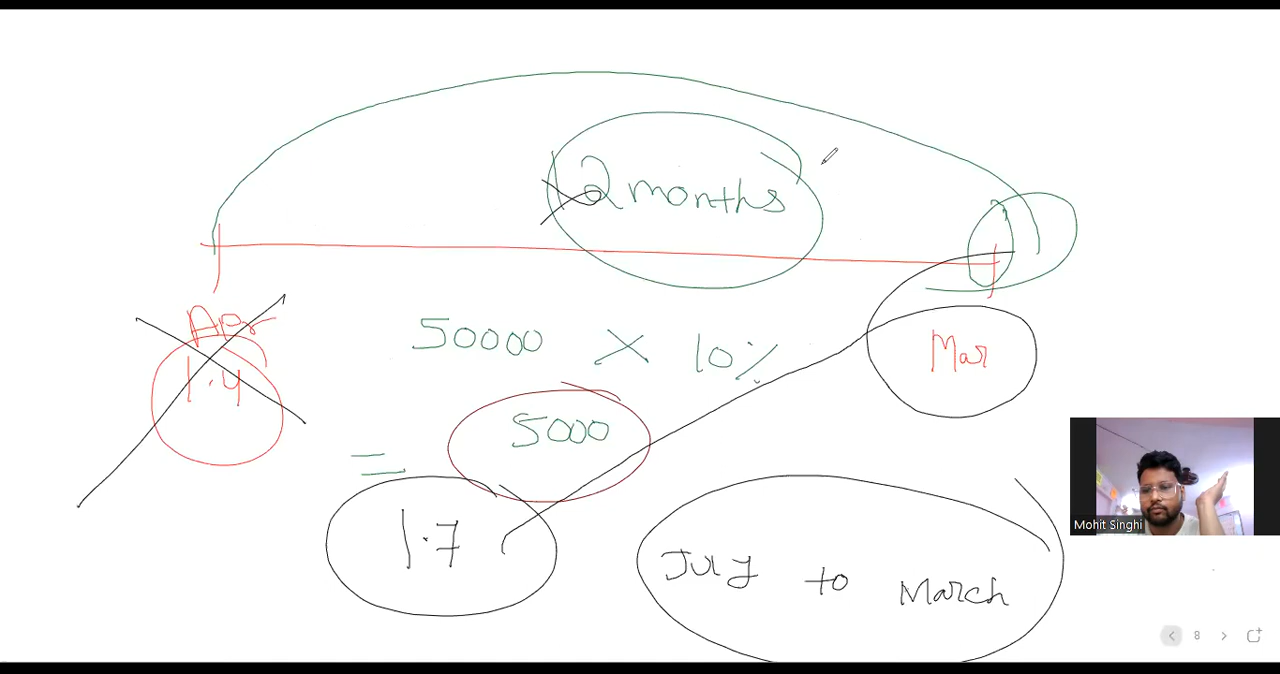 12 months
Apr
1.4
50000 × 10%
Mar
= 5000
1.7
July to March
Mohit Singhi
8